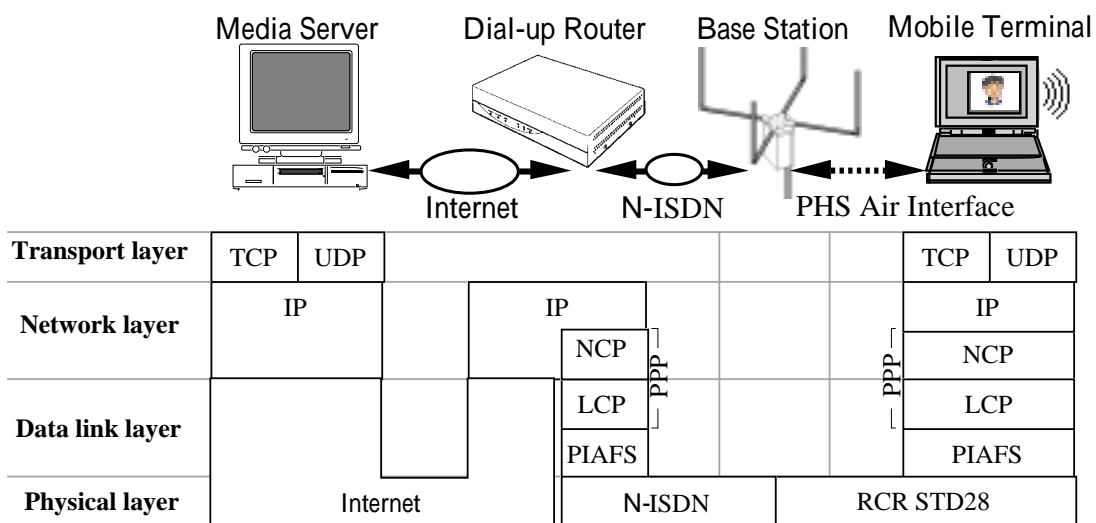 Media Server
Dial-up Router
Base Station
Mobile Terminal
Internet
N-ISDN
PHS Air Interface
Transport layer
TCP
UDP
TCP
UDP
Network layer
IP
IP
IP
NCP
PPP
PPP
NCP
Data link layer
LCP
LCP
PIAFS
PIAFS
Physical layer
Internet
N-ISDN
RCR STD28